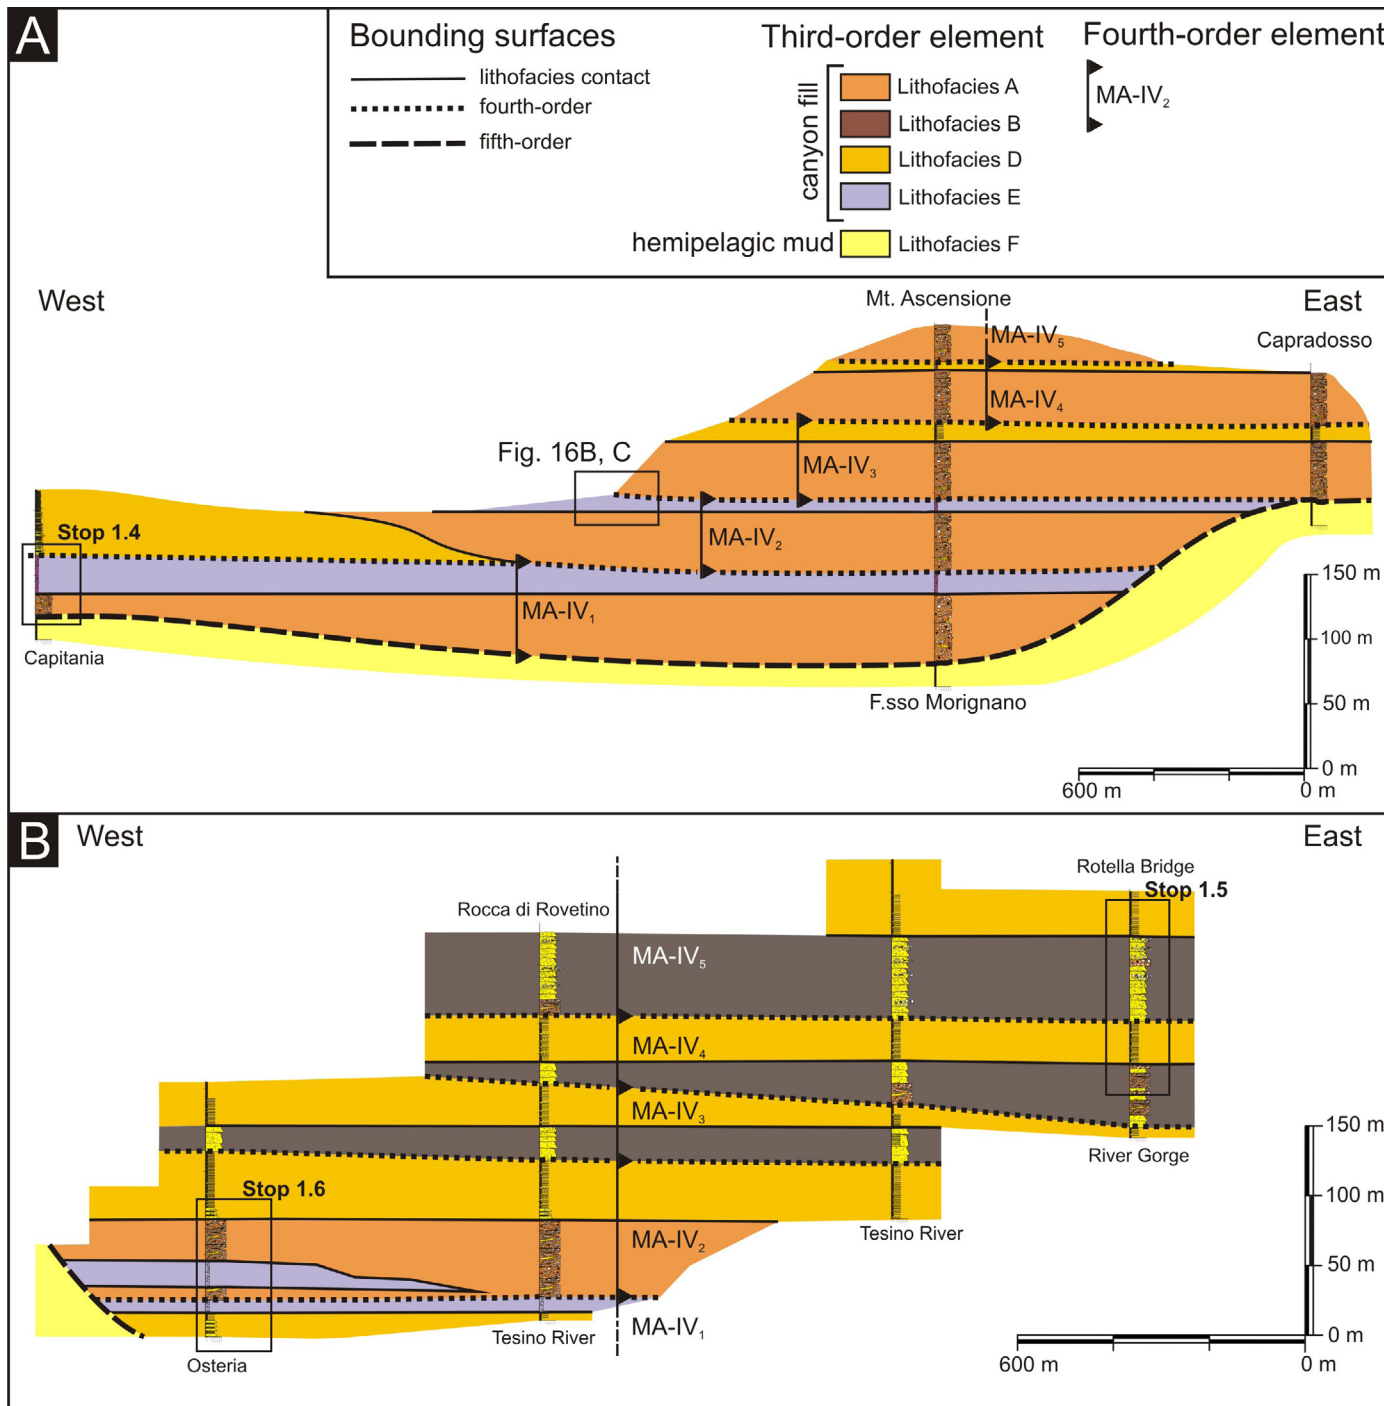 A
Bounding surfaces
lithofacies contact
fourth-order
fifth-order
Third-order element
canyon fill
Lithofacies A
Lithofacies B
Lithofacies D
Lithofacies E
hemipelagic mud
Lithofacies F
Fourth-order element
MA-IV₂
West
Mt. Ascensione
East
Capradosso
MA-IV₅
MA-IV₄
Fig. 16B, C
MA-IV₃
Stop 1.4
MA-IV₂
MA-IV₁
Capitania
F.sso Morignano
150 m
100 m
50 m
0 m
600 m
0 m
B
West
East
Rotella Bridge
Stop 1.5
Rocca di Rovetino
MA-IV₅
MA-IV₄
MA-IV₃
River Gorge
Stop 1.6
Tesino River
MA-IV₂
Tesino River
MA-IV₁
Osteria
150 m
100 m
50 m
0 m
600 m
0 m